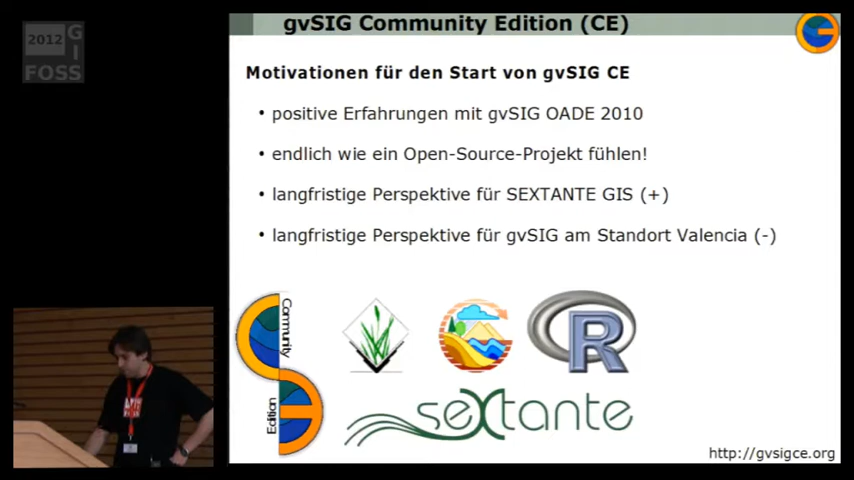 2012
GI
FOSS
gvSIG Community Edition (CE)
Motivationen für den Start von gvSIG CE
• positive Erfahrungen mit gvSIG OADE 2010
• endlich wie ein Open-Source-Projekt fühlen!
• langfristige Perspektive für SEXTANTE GIS (+)
• langfristige Perspektive für gvSIG am Standort Valencia (-)
Community
Edition
R
sextante
http://gvsigce.org